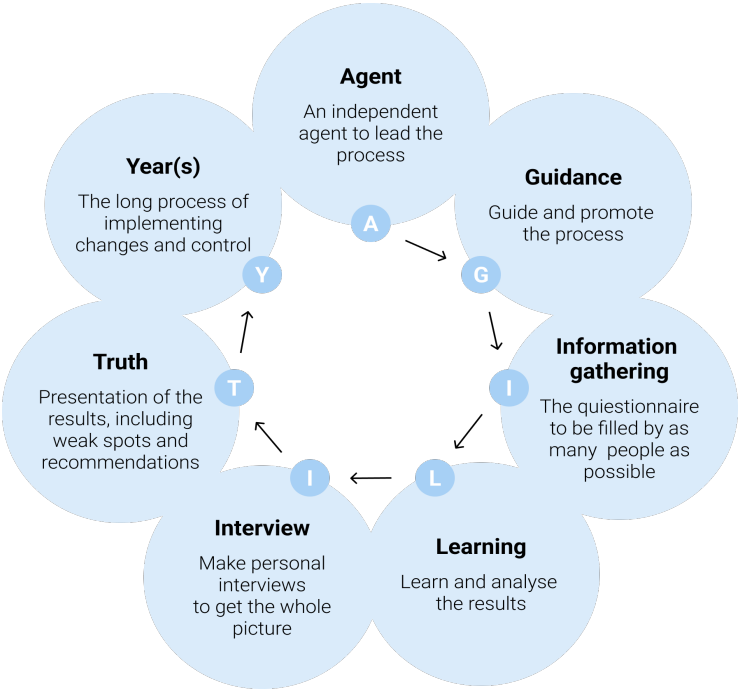 Agent
An independent
agent to lead the
process
A
Guidance
Guide and promote
the process
G
Information
gathering
The quiestionnaire
to be filled by as
many people as
possible
I
Learning
Learn and analyse
the results
L
Interview
Make personal
interviews
to get the whole
picture
I
Truth
Presentation of the
results, including
weak spots and
recommendations
T
Year(s)
The long process of
implementing
changes and control
Y